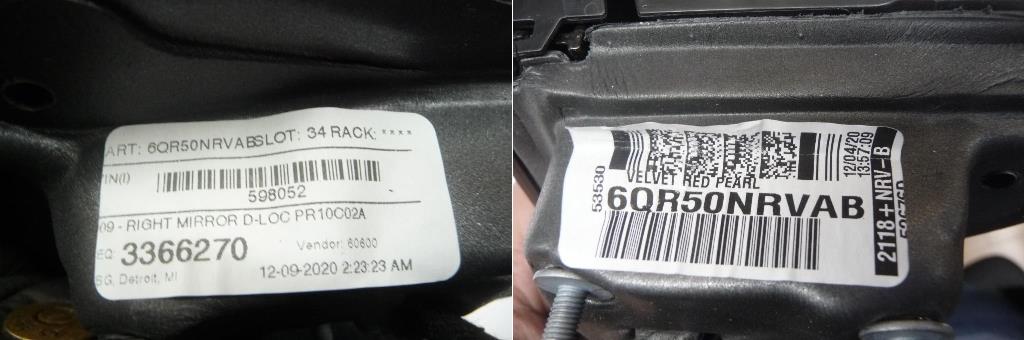 ART: 6QR50NRVABSLOT: 34 RACK: ****
IN(I)
598052
09 - RIGHT MIRROR D-LOC PR10C02A
EQ: 3366270 Vendor: 60600
SG, Detroit, MI 12-09-2020 2:23:23 AM
12/04/20
13:57:09
VELVET RED PEARL
53530
6QR50NRVAB
2118++NRV-B